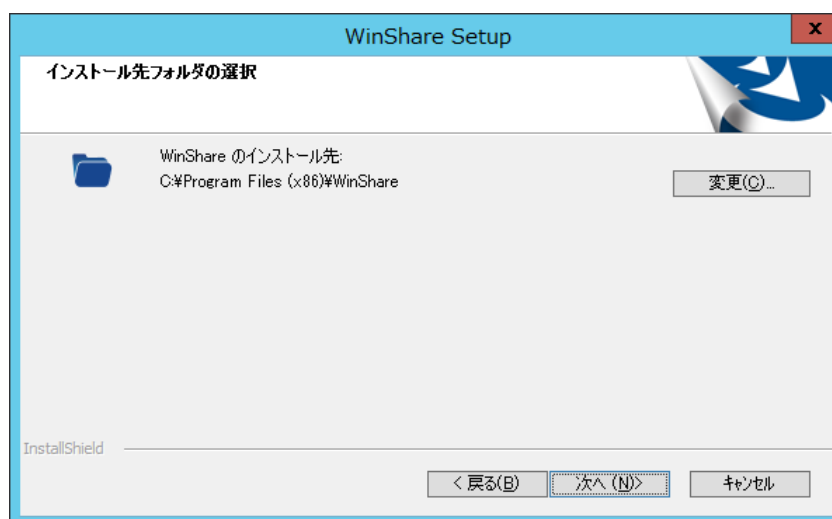 WinShare Setup
x
インストール先フォルダの選択
WinShare のインストール先:
C:¥Program Files (x86)¥WinShare
変更(C)...
InstallShield
< 戻る(B)
次へ (N)>
キャンセル